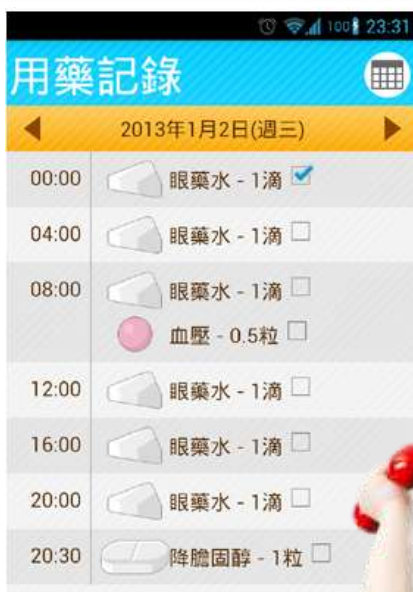 100 23:31
用藥記錄
2013年1月2日(週三)
00:00 眼藥水 - 1滴
04:00 眼藥水 - 1滴
08:00 眼藥水 - 1滴
血壓 - 0.5粒
12:00 眼藥水 - 1滴
16:00 眼藥水 - 1滴
20:00 眼藥水 - 1滴
20:30 降膽固醇 - 1粒